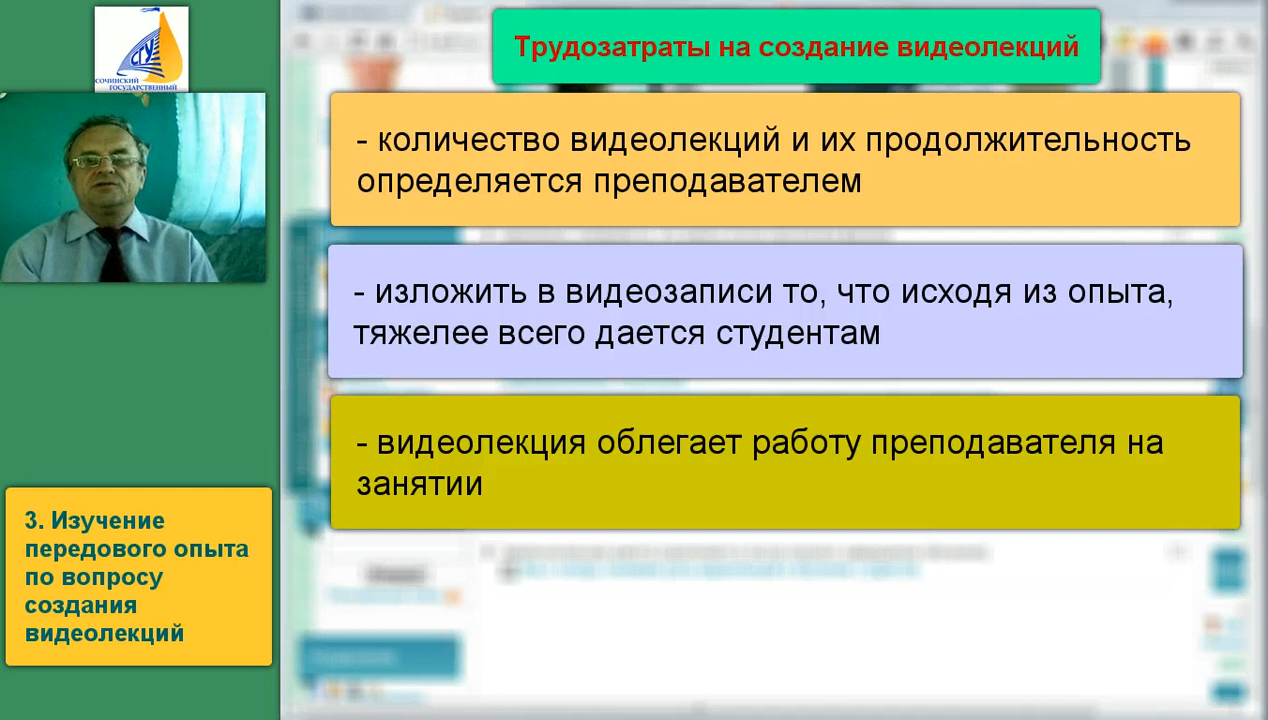 СГУ
СОЧИНСКИЙ
ГОСУДАРСТВЕННЫЙ
Трудозатраты на создание видеолекций
- количество видеолекций и их продолжительность
определяется преподавателем
- изложить в видеозаписи то, что исходя из опыта,
тяжелее всего дается студентам
- видеолекция облегает работу преподавателя на
занятии
3. Изучение
передового опыта
по вопросу
создания
видеолекций